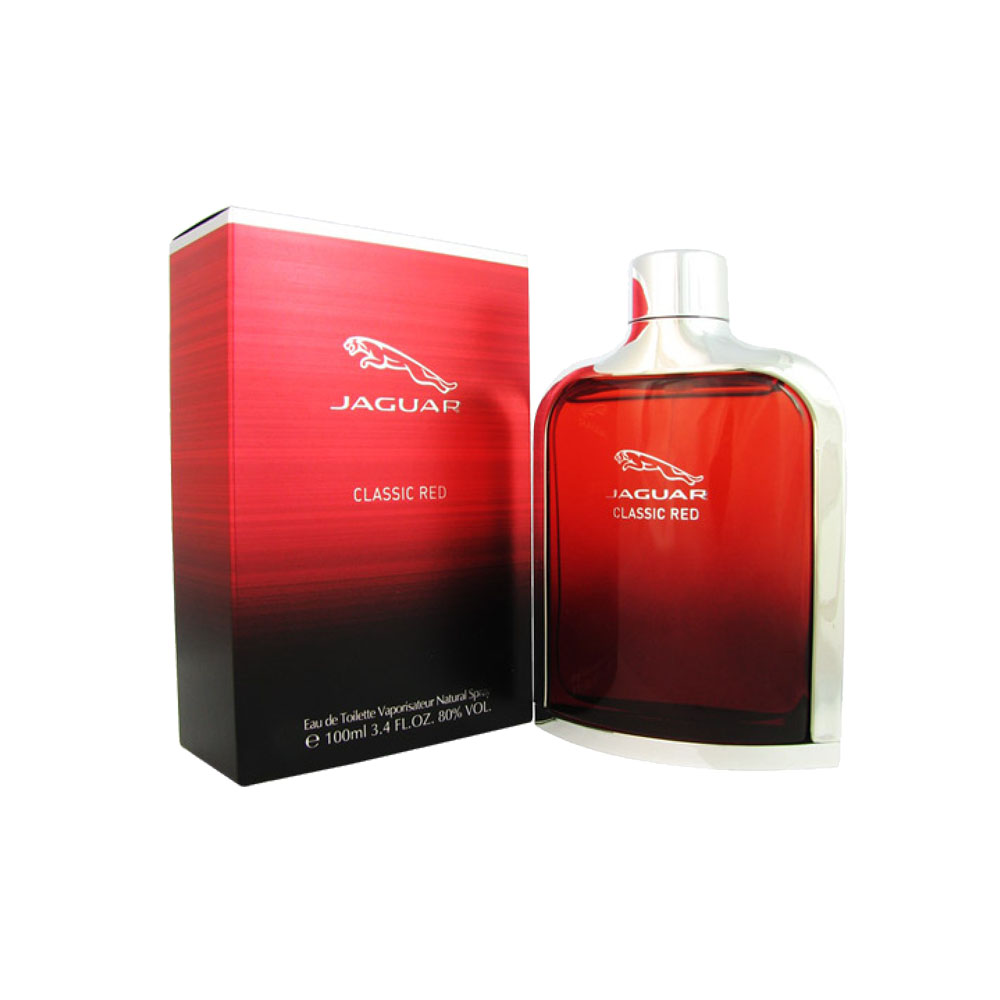 JAGUAR
CLASSIC RED
Eau de Toilette Vaporisateur Natural Spray
e 100ml 3.4 FL.OZ. 80% VOL.
JAGUAR
CLASSIC RED